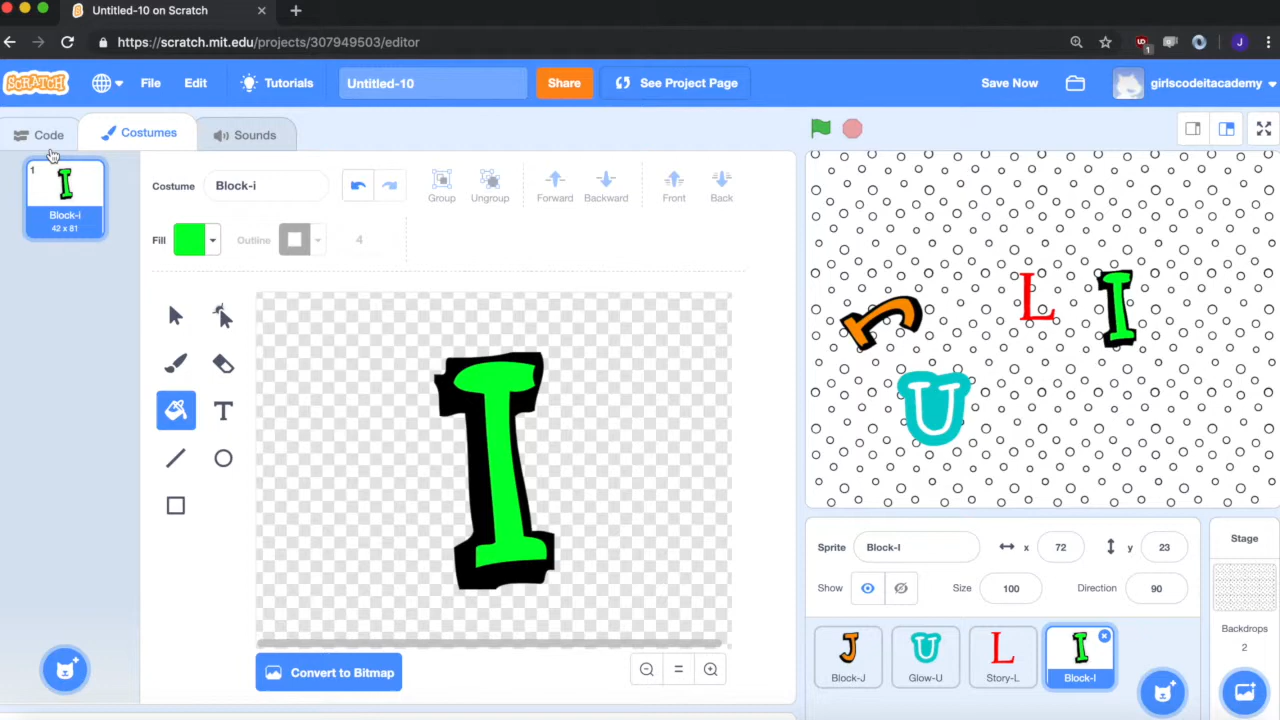 Untitled-10 on Scratch
https://scratch.mit.edu/projects/307949503/editor
1
J
SCRATCH
File
Edit
Tutorials
Untitled-10
Share
See Project Page
Save Now
girlscodeitacademy
Code
Costumes
Sounds
1
I
Block-i
42 x 81
Costume
Block-i
Group
Ungroup
Forward
Backward
Front
Back
Fill
Outline
4
T
I
Convert to Bitmap
J
L
I
U
Sprite
Block-I
x
72
y
23
Show
Size
100
Direction
90
J
U
L
I
Block-J
Glow-U
Story-L
Block-I
Stage
Backdrops
2